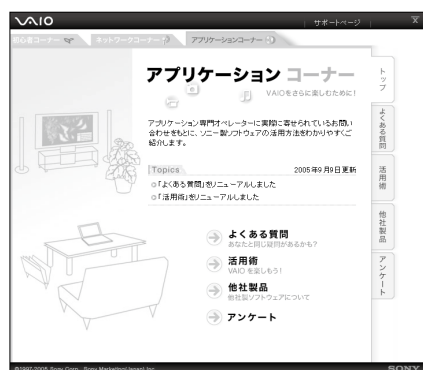 VAIO
サポートページ
初心者コーナー
ネットワークコーナー
アプリケーションコーナー
アプリケーション コーナー
VAIOをさらに楽しむために!
アプリケーション専門オペレーターに実際に寄せられているお問い
合わせをもとに、ソニー製ソフトウェアの活用方法をわかりやすくご
紹介します。
Topics
2005年9月9日更新
「よくある質問」をリニューアルしました
「活用術」をリニューアルしました
よくある質問
あなたと同じ疑問があるかも?
活用術
VAIO を楽しもう!
他社製品
他社製ソフトウェアについて
アンケート
トップ
よくある質問
活用術
他社製品
アンケート
©1997-2005 Sony Corp., Sony Marketing(Japan) Inc.
SONY